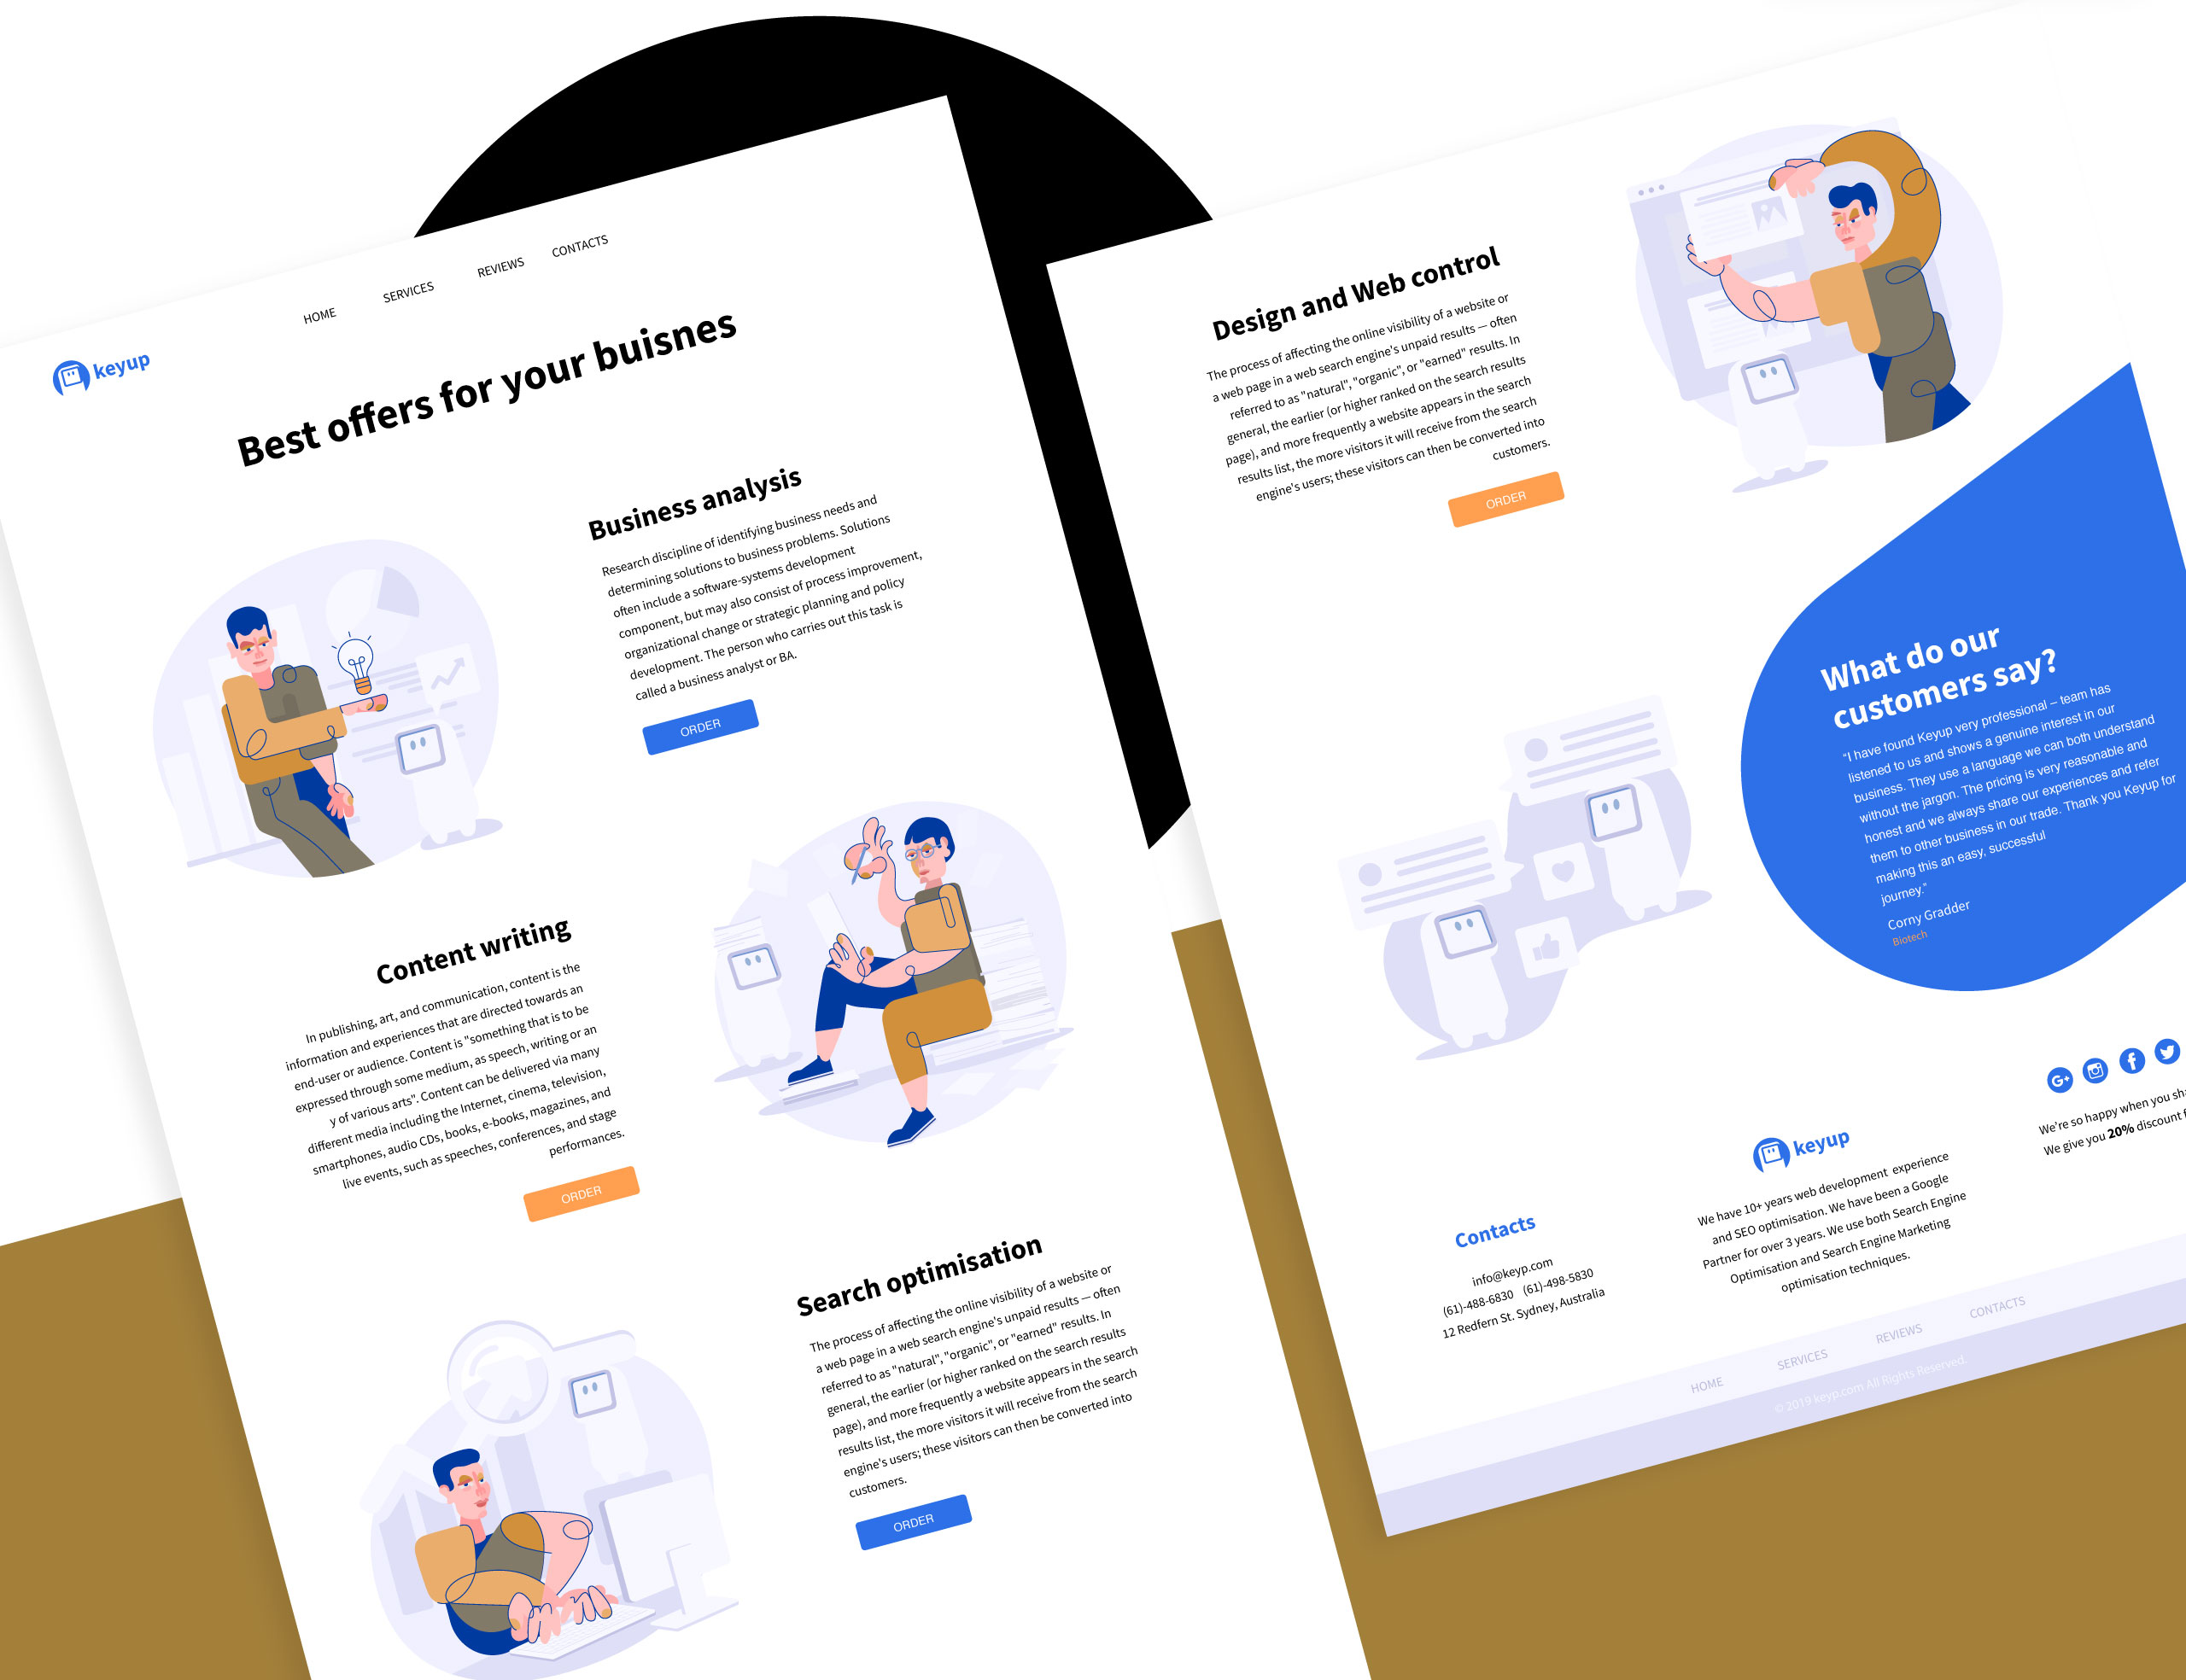 keyup
HOME
SERVICES
REVIEWS
CONTACTS
Best offers for your buisnes
Business analysis
Research discipline of identifying business needs and
determining solutions to business problems. Solutions
often include a software-systems development
component, but may also consist of process improvement,
organizational change or strategic planning and policy
development. The person who carries out this task is
called a business analyst or BA.
ORDER
Content writing
In publishing, art, and communication, content is the
information and experiences that are directed towards an
end-user or audience. Content is "something that is to be
expressed through some medium, as speech, writing or an
y of various arts". Content can be delivered via many
different media including the Internet, cinema, television,
smartphones, audio CDs, books, e-books, magazines, and
live events, such as speeches, conferences, and stage
performances.
ORDER
Search optimisation
The process of affecting the online visibility of a website or
a web page in a web search engine's unpaid results — often
referred to as "natural", "organic", or "earned" results. In
general, the earlier (or higher ranked on the search results
page), and more frequently a website appears in the search
results list, the more visitors it will receive from the search
engine's users; these visitors can then be converted into
customers.
ORDER
Design and Web control
The process of affecting the online visibility of a website or
a web page in a web search engine's unpaid results — often
referred to as "natural", "organic", or "earned" results. In
general, the earlier (or higher ranked on the search results
page), and more frequently a website appears in the search
results list, the more visitors it will receive from the search
engine's users; these visitors can then be converted into
customers.
ORDER
What do our
customers say?
“I have found Keyup very professional – team has
listened to us and shows a genuine interest in our
business. They use a language we can both understand
without the jargon. The pricing is very reasonable and
honest and we always share our experiences and refer
them to other business in our trade. Thank you Keyup for
making this an easy, successful
journey.”
Corny Gradder
Biotech
Contacts
info@keyp.com
(61)-488-6830 (61)-498-5830
12 Redfern St. Sydney, Australia
keyup
We have 10+ years web development experience
and SEO optimisation. We have been a Google
Partner for over 3 years. We use both Search Engine
Optimisation and Search Engine Marketing
optimisation techniques.
G+
We're so happy when you
We give you 20% discount
HOME
SERVICES
REVIEWS
CONTACTS
© 2019 keyp.com All Rights Reserved.